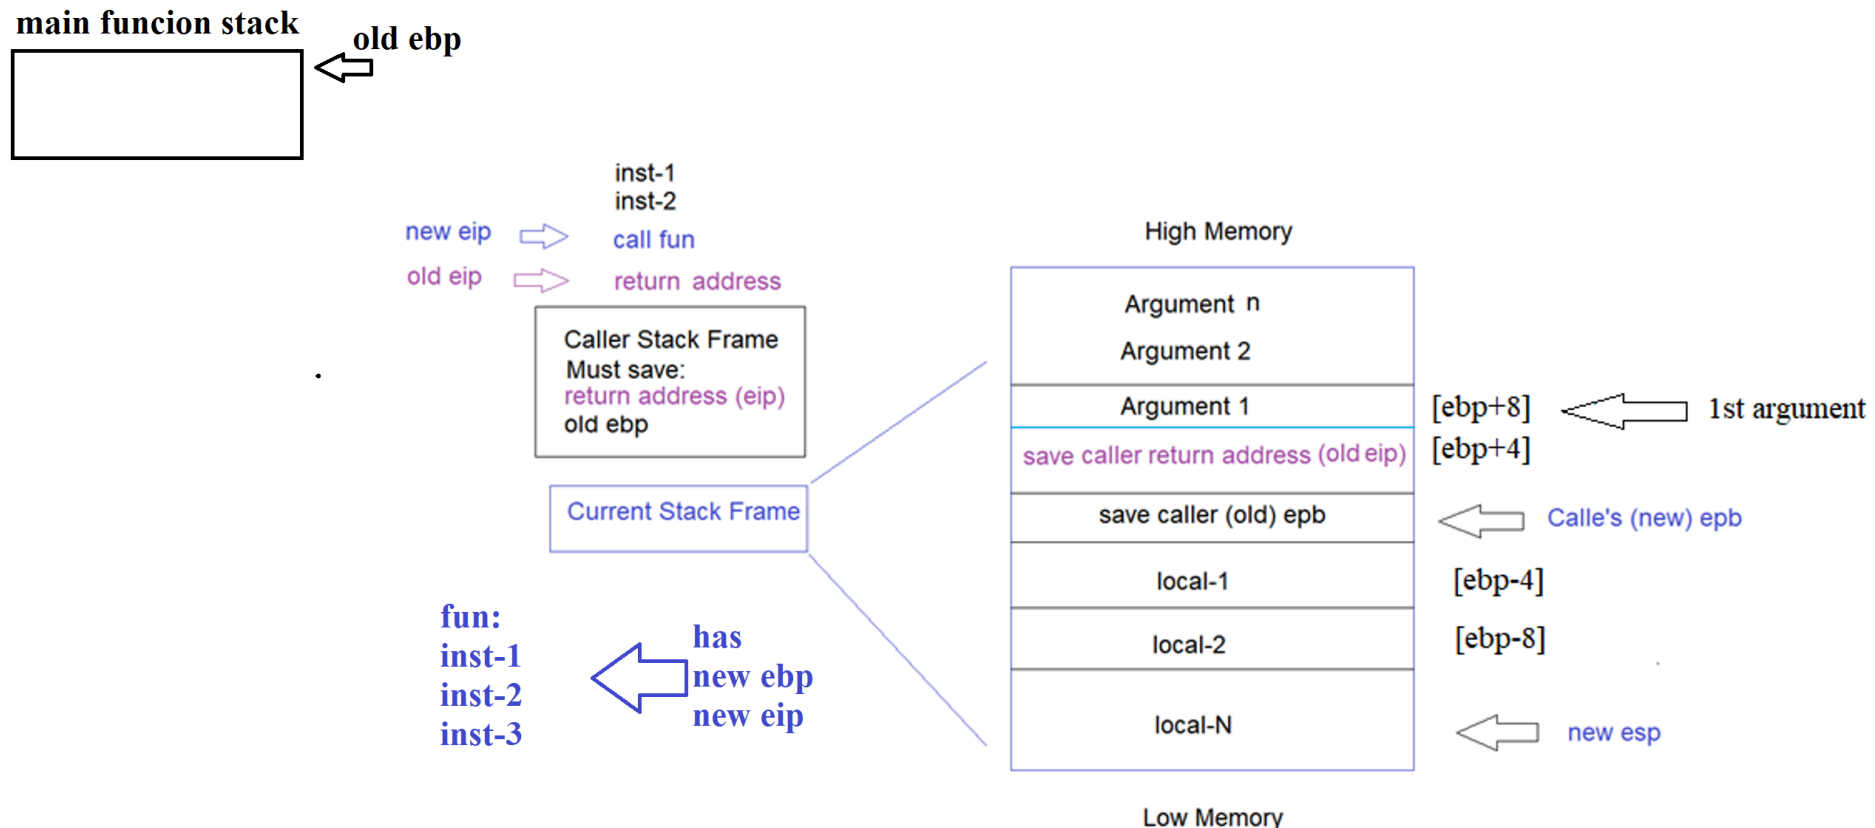 main funcion stack
old ebp
inst-1
inst-2
new eip
call fun
old eip
return address
Caller Stack Frame
Must save:
return address (eip)
old ebp
Current Stack Frame
fun:
inst-1
inst-2
inst-3
has
new ebp
new eip
High Memory
Argument n
Argument 2
Argument 1
[ebp+8]
1st argument
save caller return address (old eip)
[ebp+4]
save caller (old) epb
Calle's (new) epb
local-1
[ebp-4]
local-2
[ebp-8]
local-N
new esp
Low Memory